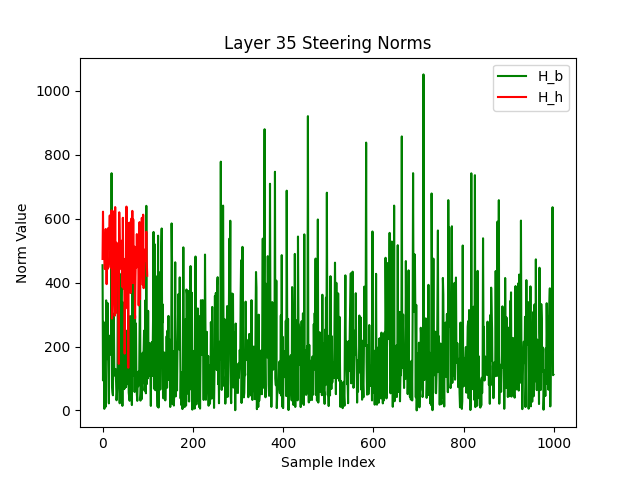 Layer 35 Steering Norms
H_b
H_h
Norm Value
1000
800
600
400
200
0
0 200 400 600 800 1000
Sample Index